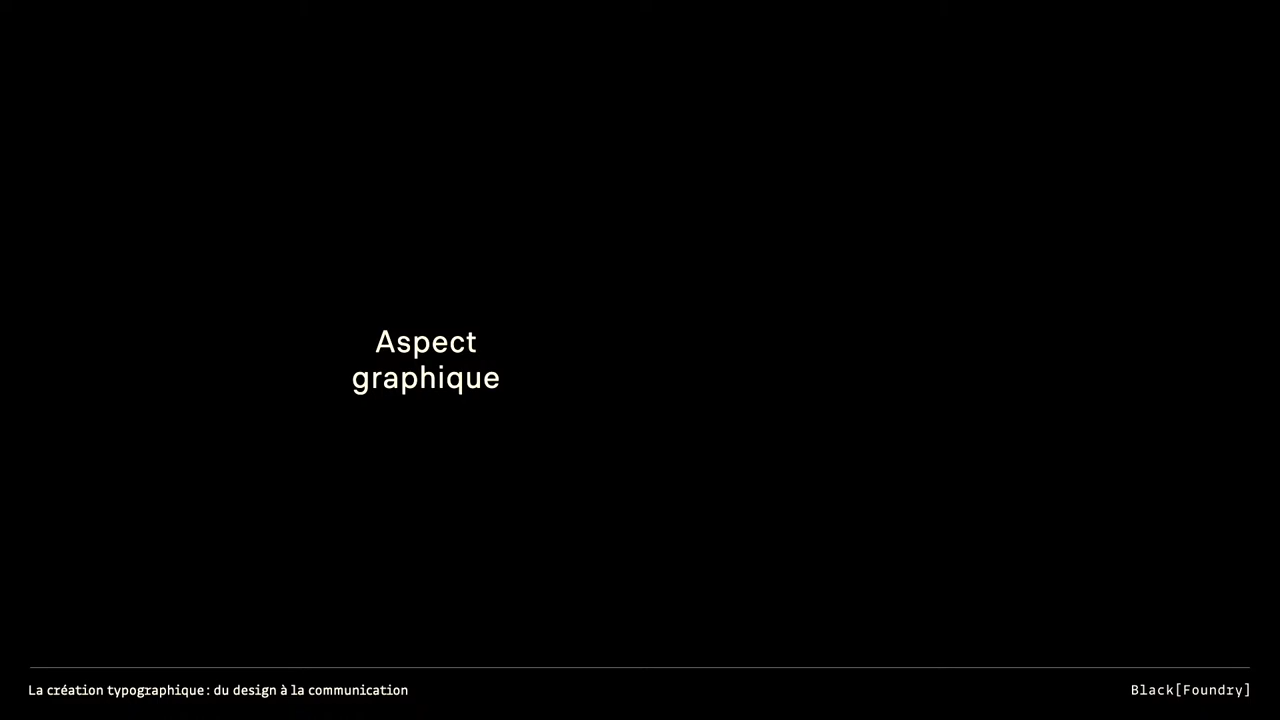 Aspect
graphique
La création typographique : du design à la communication
Black[Foundry]